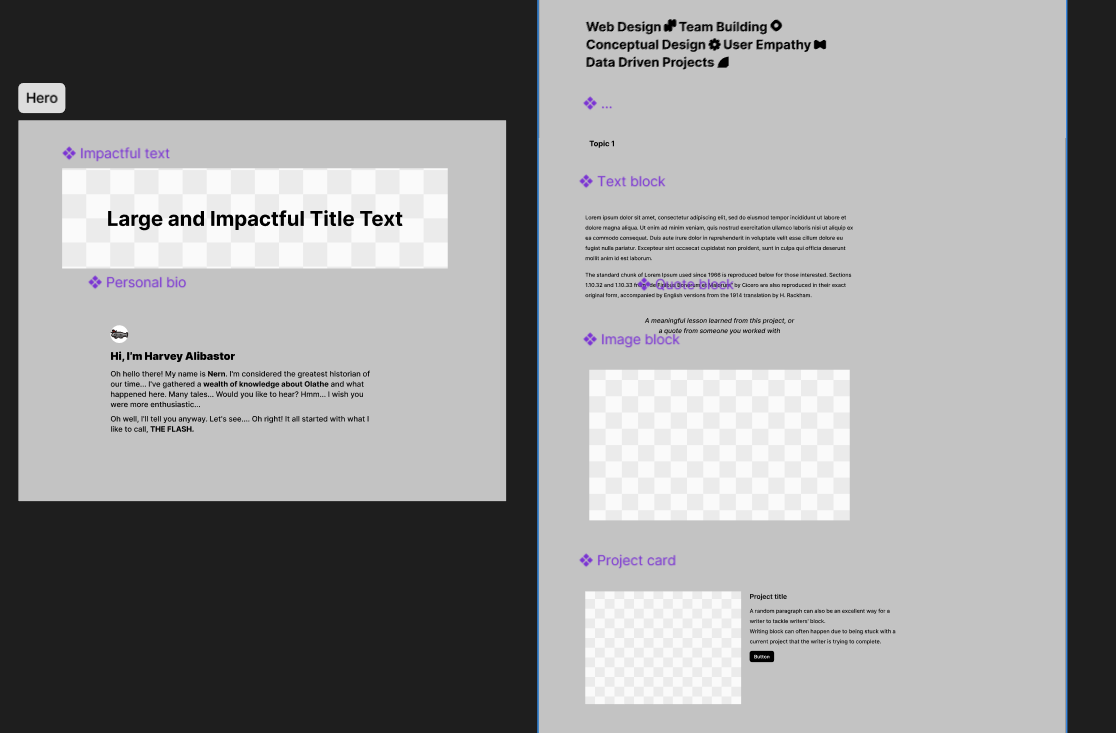 Hero
Impactful text
Large and Impactful Title Text
Personal bio
Hi, I'm Harvey Alibastor
Oh hello there! My name is Nern. I'm considered the greatest historian of
our time... I've gathered a wealth of knowledge about Olathe and what
happened here. Many tales... Would you like to hear? Hmm... I wish you
were more enthusiastic...
Oh well, I'll tell you anyway. Let's see.... Oh right! It all started with what I
like to call, THE FLASH.
Web Design Team Building
Conceptual Design User Empathy
Data Driven Projects
...
Topic 1
Text block
Lorem ipsum dolor sit amet, consectetur adipiscing elit, sed do eiusmod tempor incididunt ut labore et
dolore magna aliqua. Ut enim ad minim veniam, quis nostrud exercitation ullamco laboris nisi ut aliquip ex
ea commodo consequat. Duis aute irure dolor in reprehenderit in voluptate velit esse cillum dolore eu
fugiat nulla pariatur. Excepteur sint occaecat cupidatat non proident, sunt in culpa qui officia deserunt
mollit anim id est laborum.
The standard chunk of Lorem Ipsum used since 1966 is reproduced below for those interested. Sections
Quote block
1.10.32 and 1.10.33 by Cicero are also reproduced in their exact
original form, accompanied by English versions from the 1914 translation by H. Rackham.
A meaningful lesson learned from this project, or
a quote from someone you worked with
Image block
Project card
Project title
A random paragraph can also be an excellent way for a
writer to tackle writers' block.
Writing block can often happen due to being stuck with a
current project that the writer is trying to complete.
Button